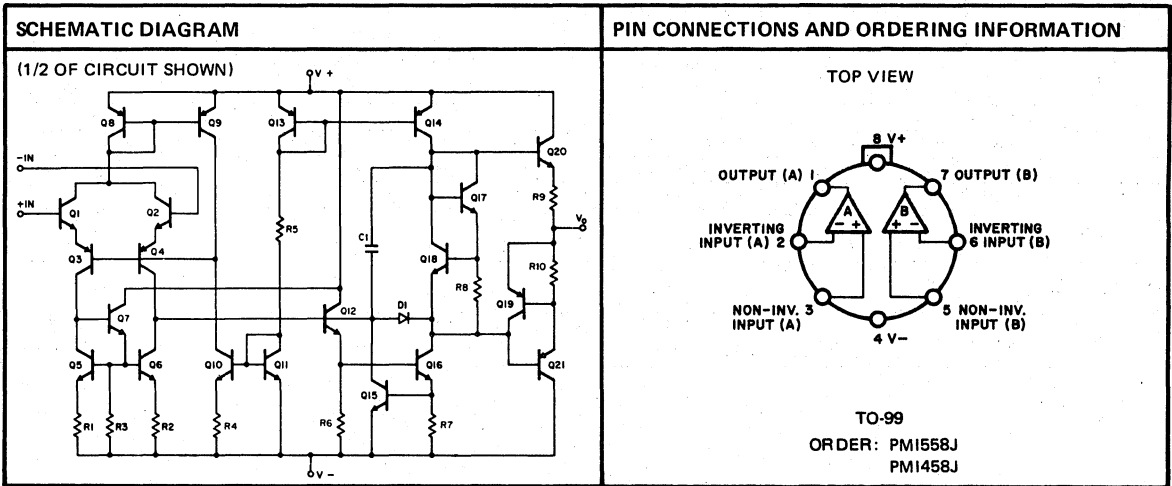 SCHEMATIC DIAGRAM
(1/2 OF CIRCUIT SHOWN)
V +
Q8
Q9
Q13
Q14
Q20
-IN
+IN
Q1
Q2
Q17
R9
R5
C1
VO
Q3
Q4
Q18
R8
R10
Q7
Q12
D1
Q19
Q5
Q6
Q10
Q11
Q16
Q21
Q15
R1
R3
R2
R4
R6
R7
V -
PIN CONNECTIONS AND ORDERING INFORMATION
TOP VIEW
8 V+
OUTPUT (A) 1
7 OUTPUT (B)
A
B
- +
+ -
INVERTING
INPUT (A) 2
INVERTING
6 INPUT (B)
NON-INV. 3
INPUT (A)
5 NON-INV.
INPUT (B)
4 V-
TO-99
ORDER: PM1558J
PM1458J